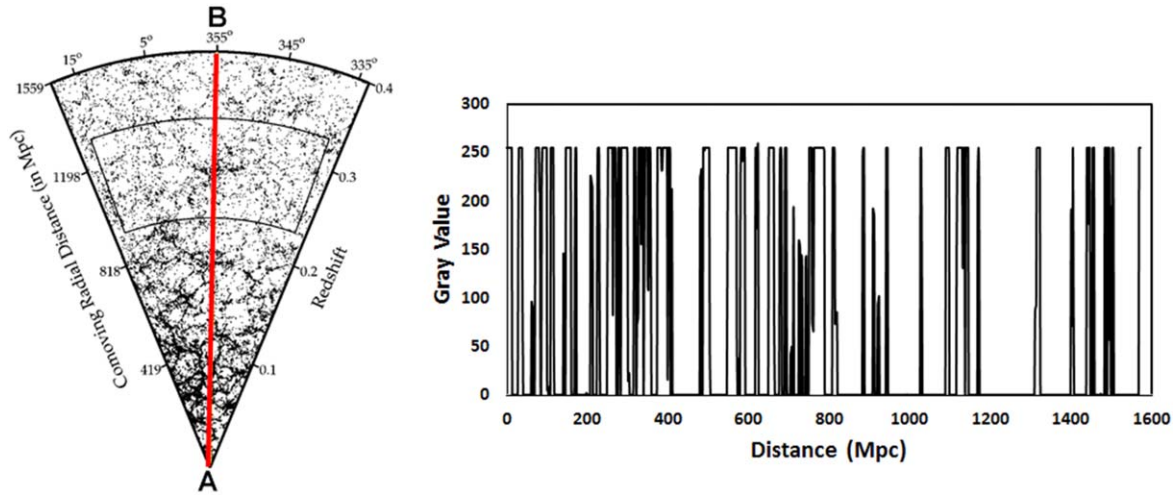 B
355°
5°
345°
15°
335°
1559
0.4
1198
0.3
818
0.2
419
0.1
Comoving Radial Distance (in Mpc)
Redshift
A
300
250
200
150
100
50
0
Gray Value
0 200 400 600 800 1000 1200 1400 1600
Distance (Mpc)